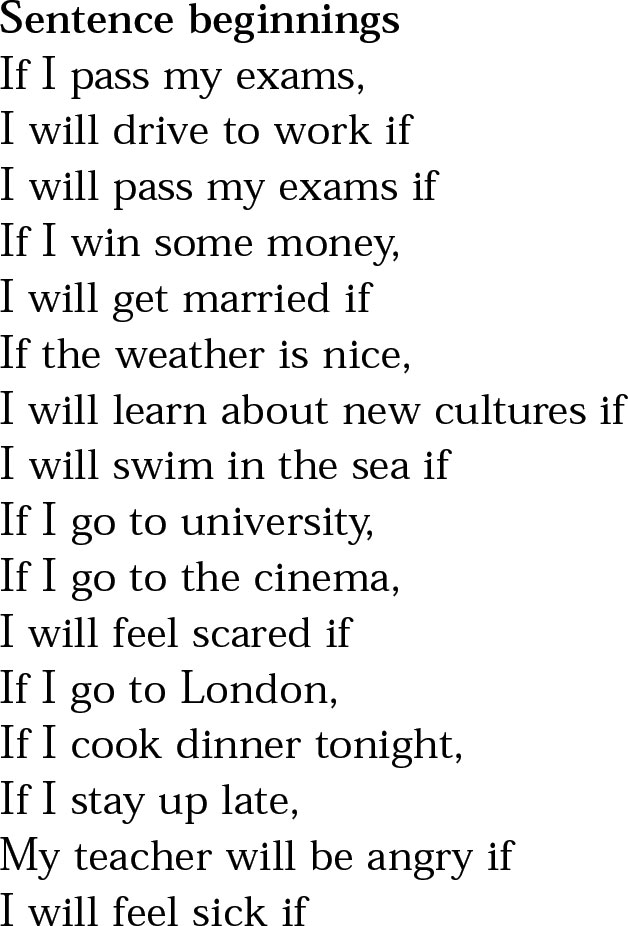 Sentence beginnings
If I pass my exams,
I will drive to work if
I will pass my exams if
If I win some money,
I will get married if
If the weather is nice,
I will learn about new cultures if
I will swim in the sea if
If I go to university,
If I go to the cinema,
I will feel scared if
If I go to London,
If I cook dinner tonight,
If I stay up late,
My teacher will be angry if
I will feel sick if